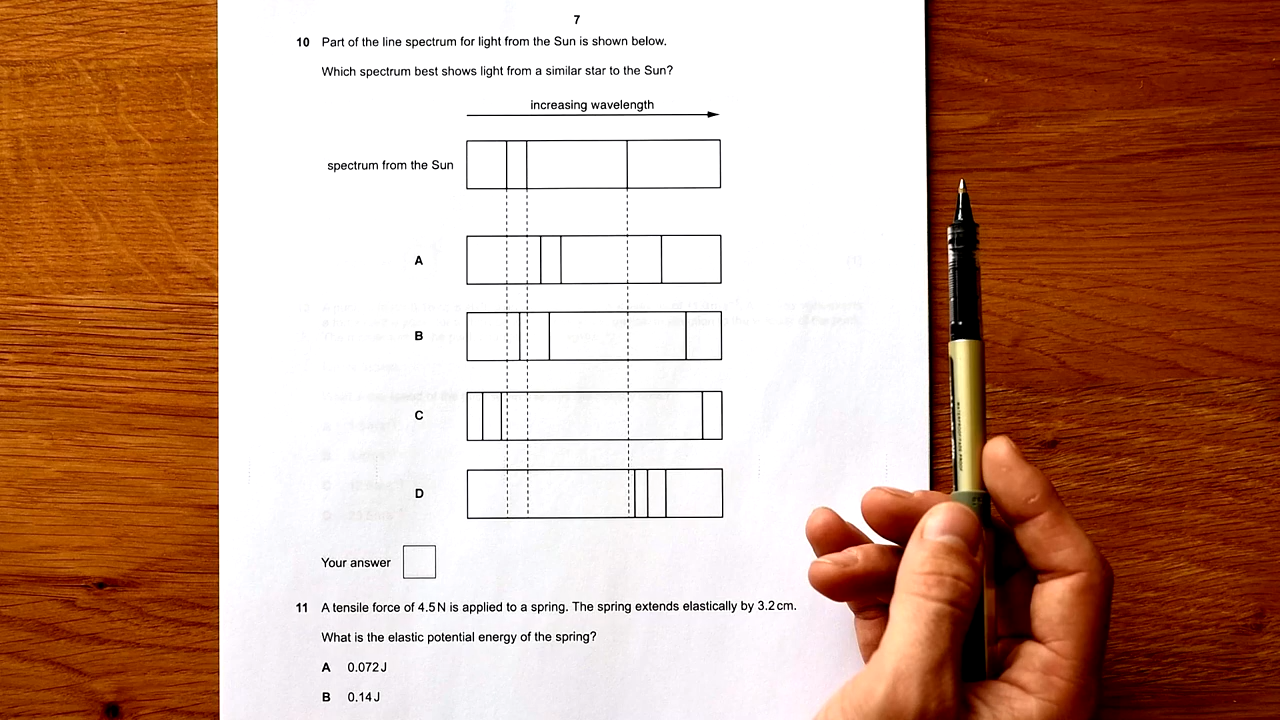 7
10 Part of the line spectrum for light from the Sun is shown below.
Which spectrum best shows light from a similar star to the Sun?
increasing wavelength
spectrum from the Sun
A
B
C
D
Your answer
11 A tensile force of 4.5 N is applied to a spring. The spring extends elastically by 3.2 cm.
What is the elastic potential energy of the spring?
A 0.072 J
B 0.14 J